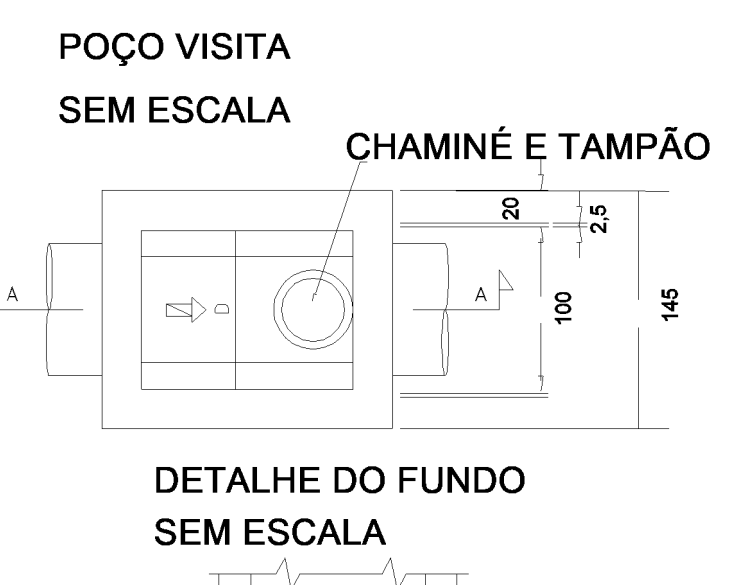 POÇO VISITA
SEM ESCALA
CHAMINÉ E TAMPÃO
20
2,5
A
D
A
100
145
DETALHE DO FUNDO
SEM ESCALA